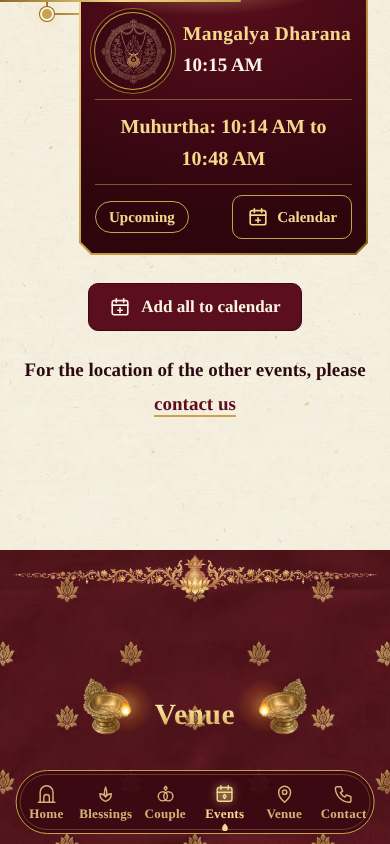 Mangalya Dharana
10:15 AM
Muhurtha: 10:14 AM to
10:48 AM
Upcoming
Calendar
Add all to calendar
For the location of the other events, please
contact us
Venue
Home
Blessings
Couple
Events
Venue
Contact